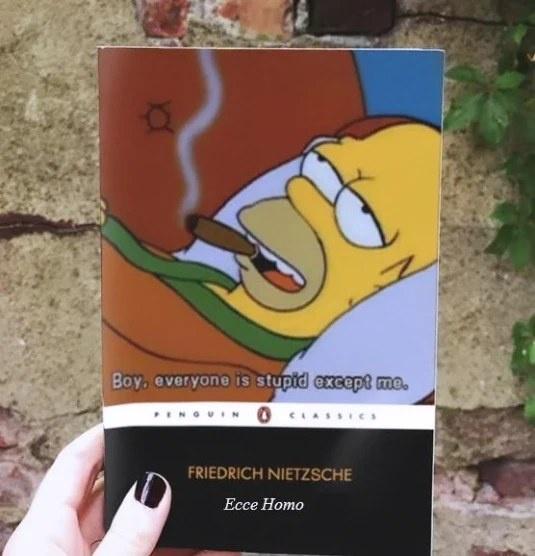 Boy, everyone is stupid except me.
PENGUIN CLASSICS
FRIEDRICH NIETZSCHE
Ecce Homo